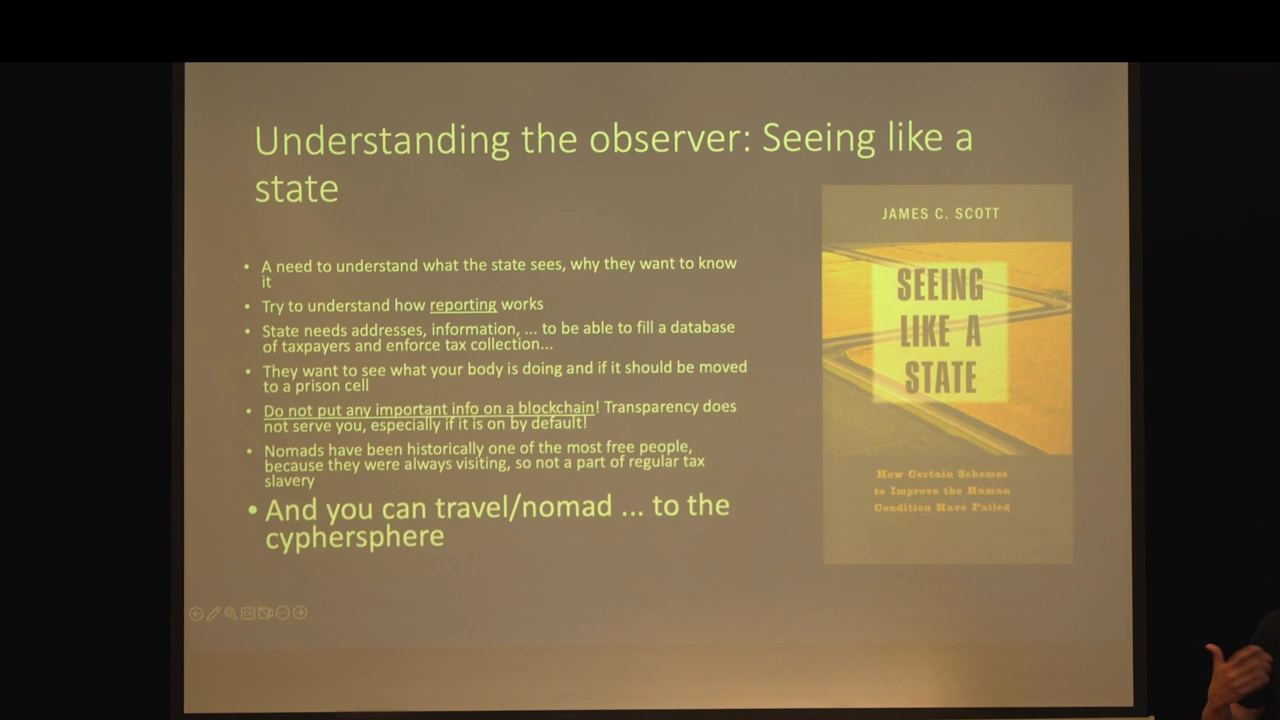 Understanding the observer: Seeing like a
state
• A need to understand what the state sees, why they want to know
it
• Try to understand how reporting works
• State needs addresses, information, ... to be able to fill a database
of taxpayers and enforce tax collection...
• They want to see what your body is doing and if it should be moved
to a prison cell
• Do not put any important info on a blockchain! Transparency does
not serve you, especially if it is on by default!
• Nomads have been historically one of the most free people,
because they were always visiting, so not a part of regular tax
slavery
• And you can travel/nomad ... to the
cyphersphere
JAMES C. SCOTT
SEEING
LIKE A
STATE
How Certain Schemes
to Improve the Human
Condition Have Failed